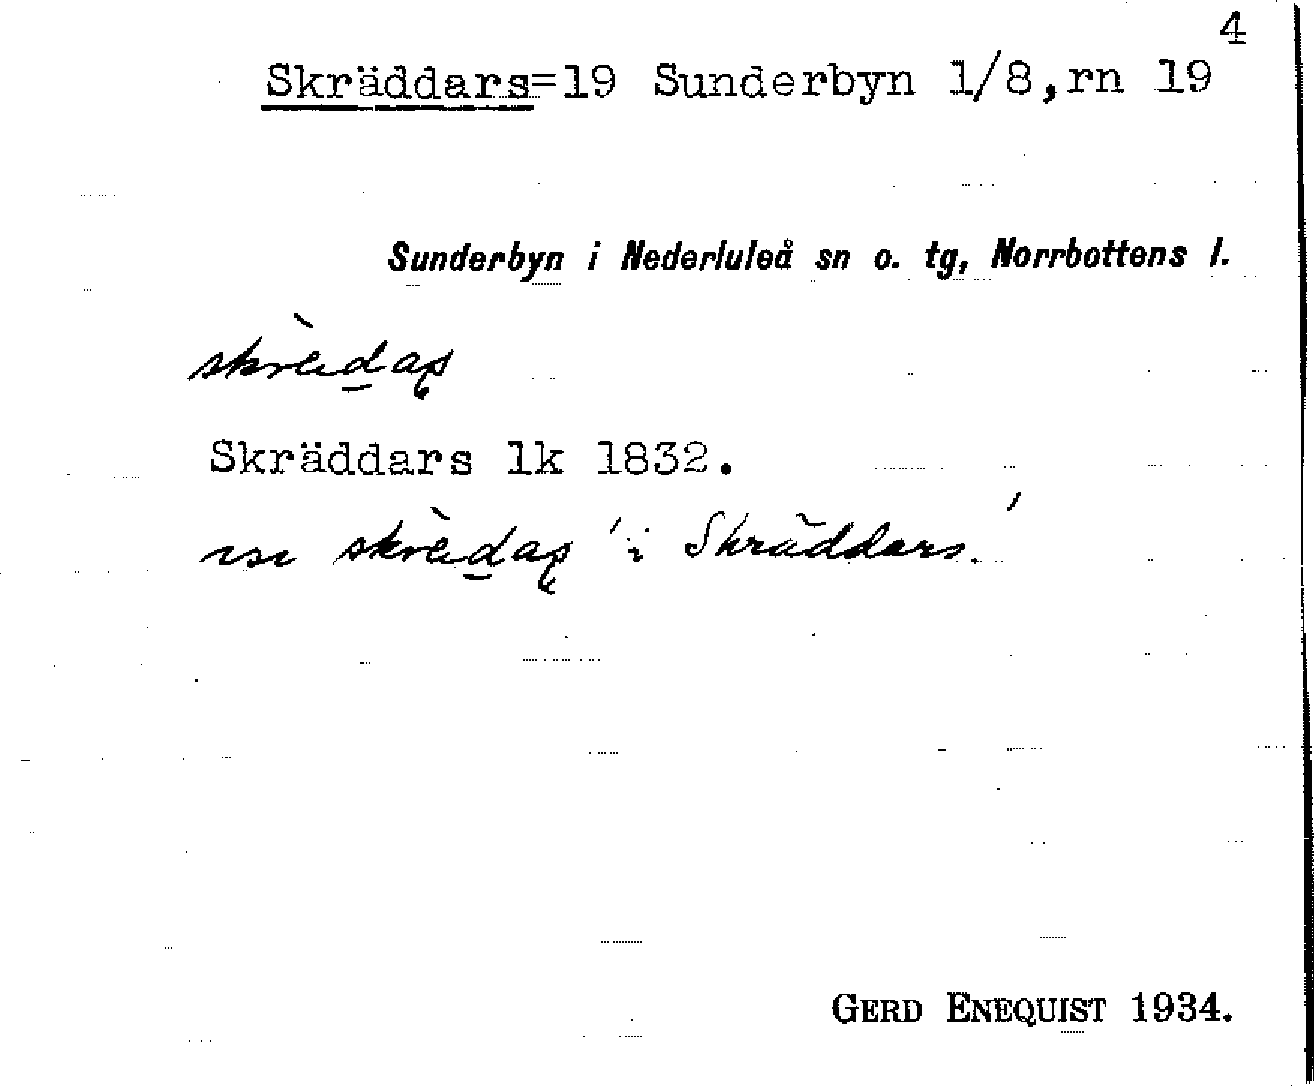 4
Skräddars=19 Sunderbyn 1/8,rn 19
Sunderbyn i Nederluleå sn o. tg, Norrbottens l.
Skräddars lk 1832.
'i Skräddars.'
GERD ENEQUIST 1934.